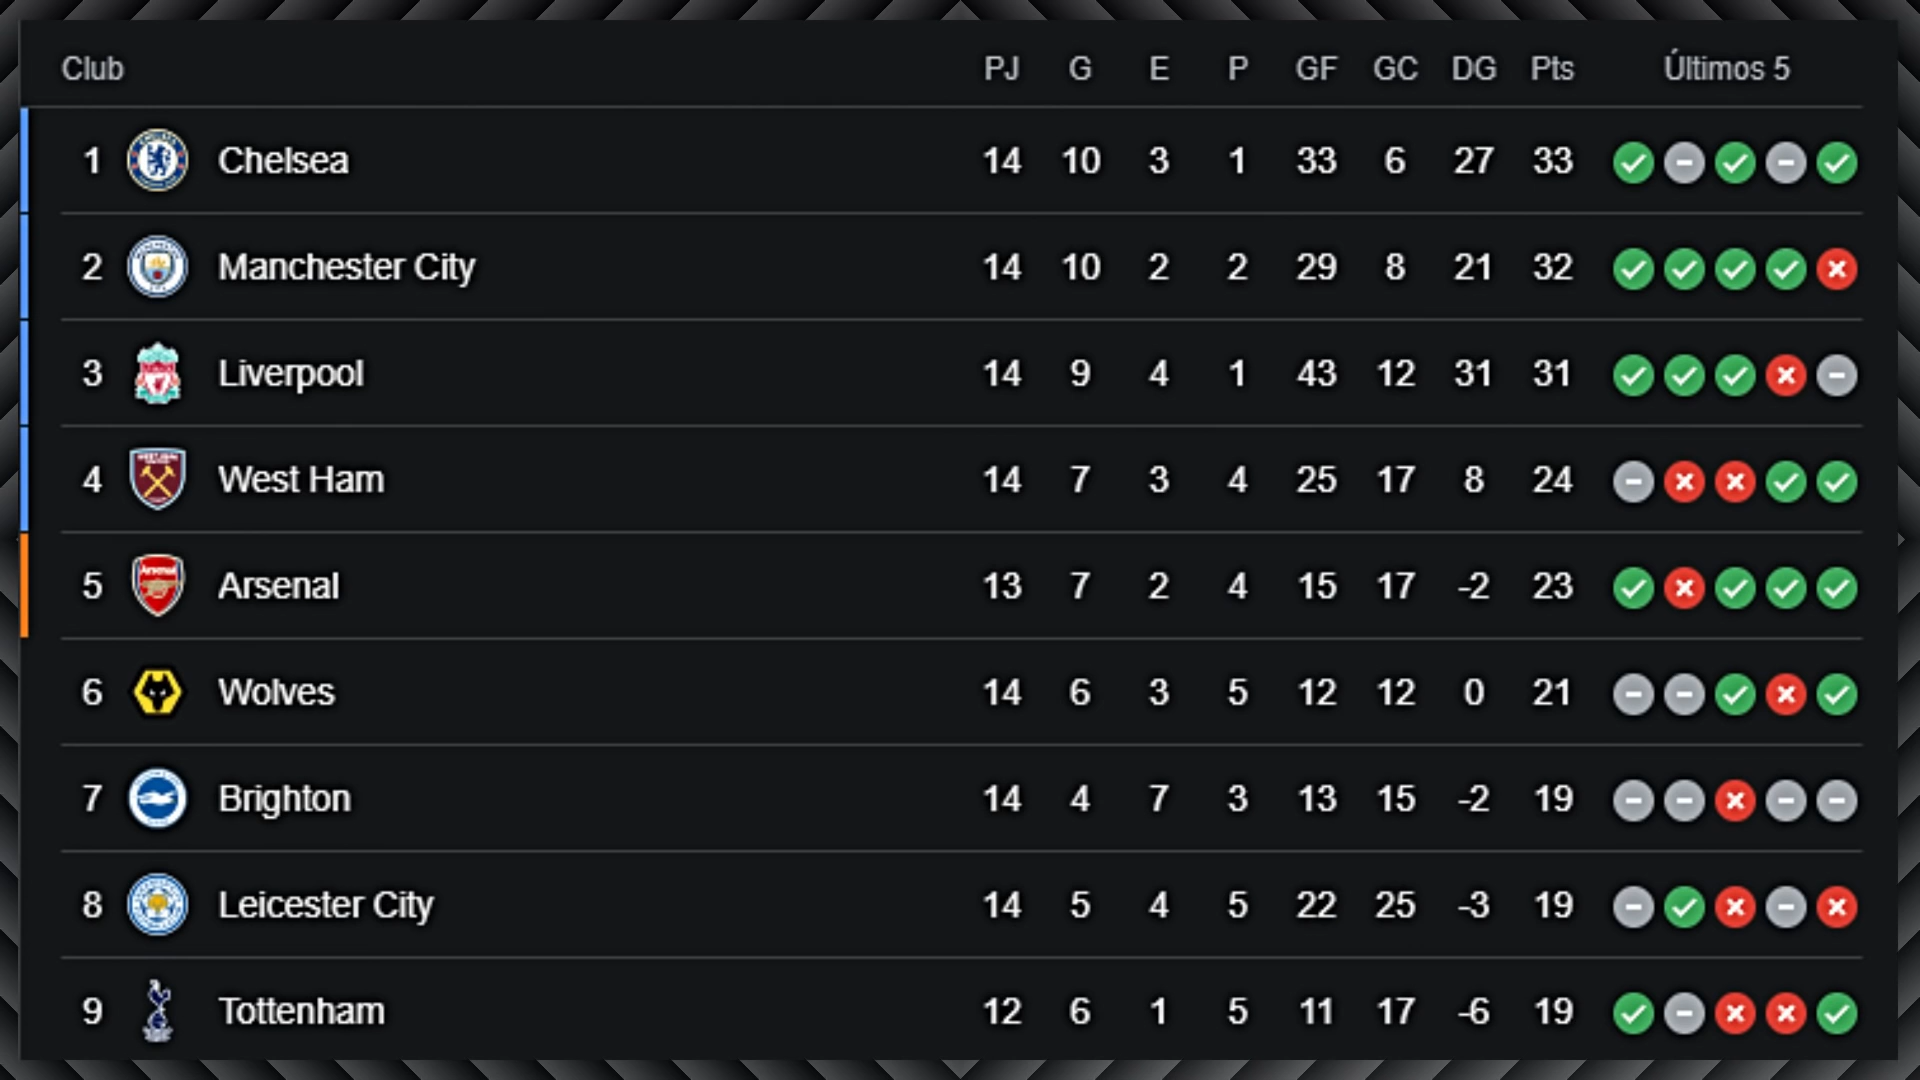 Club PJ G E P GF GC DG Pts Últimos 5
1 Chelsea 14 10 3 1 33 6 27 33
2 Manchester City 14 10 2 2 29 8 21 32
3 Liverpool 14 9 4 1 43 12 31 31
4 West Ham 14 7 3 4 25 17 8 24
5 Arsenal 13 7 2 4 15 17 -2 23
6 Wolves 14 6 3 5 12 12 0 21
7 Brighton 14 4 7 3 13 15 -2 19
8 Leicester City 14 5 4 5 22 25 -3 19
9 Tottenham 12 6 1 5 11 17 -6 19